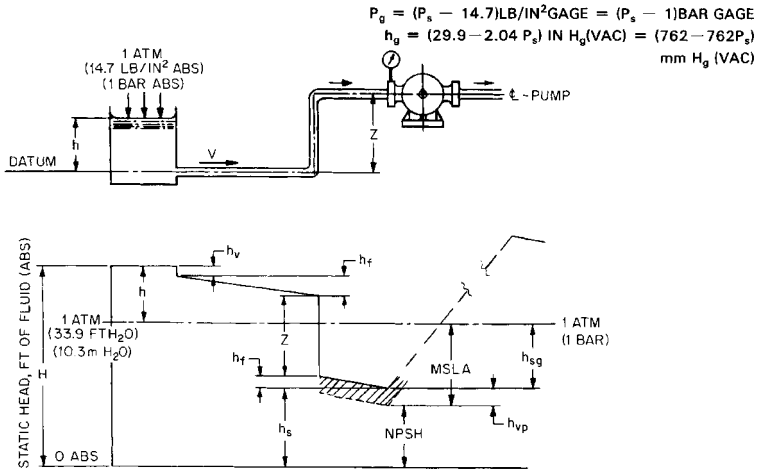 P_g = (P_s − 14.7)LB/IN² GAGE = (P_s − 1)BAR GAGE
h_g = (29.9−2.04 P_s) IN H_g(VAC) = (762−762P_s)
mm H_g (VAC)
1 ATM
(14.7 LB/IN² ABS)
(1 BAR ABS)
℄-PUMP
h
Z
V
DATUM
STATIC HEAD, FT OF FLUID (ABS)
h_v
h_f
h
1 ATM
(33.9 FTH₂O)
(10.3m H₂O)
H
Z
1 ATM
(1 BAR)
h_sg
MSLA
h_f
h_s
h_vp
NPSH
0 ABS